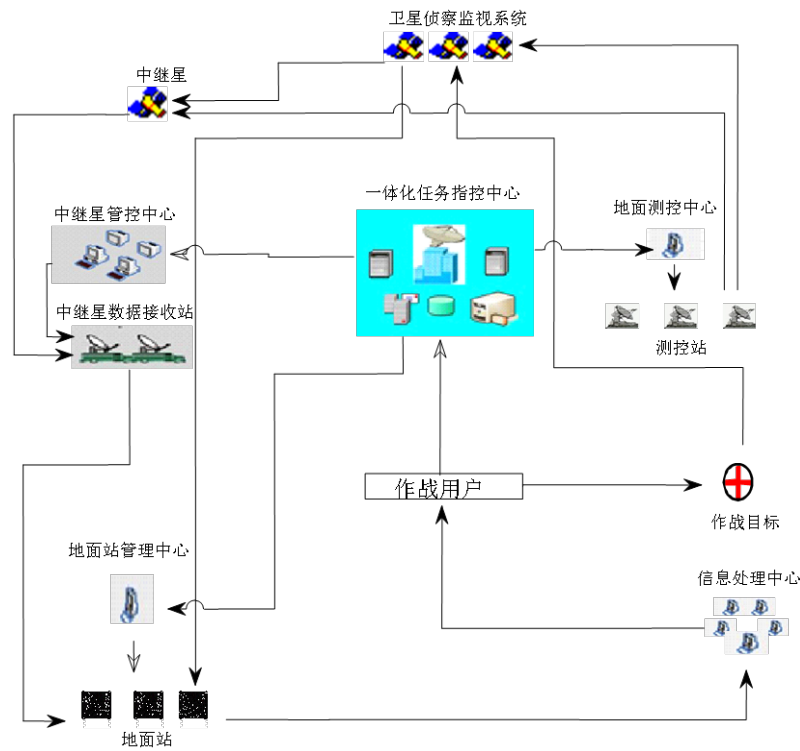 卫星侦察监视系统
中继星
一体化任务指控中心
中继星管控中心
地面测控中心
中继星数据接收站
测控站
作战用户
作战目标
地面站管理中心
信息处理中心
地面站